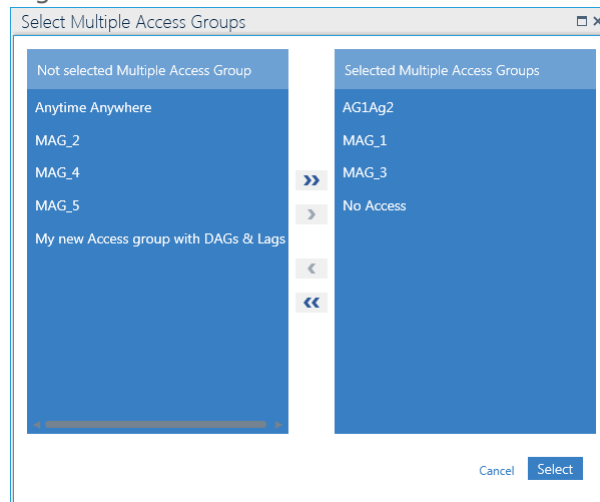 Select Multiple Access Groups
Not selected Multiple Access Group
Anytime Anywhere
MAG_2
MAG_4
MAG_5
My new Access group with DAGs & Lags
Selected Multiple Access Groups
AG1Ag2
MAG_1
MAG_3
No Access
Cancel
Select